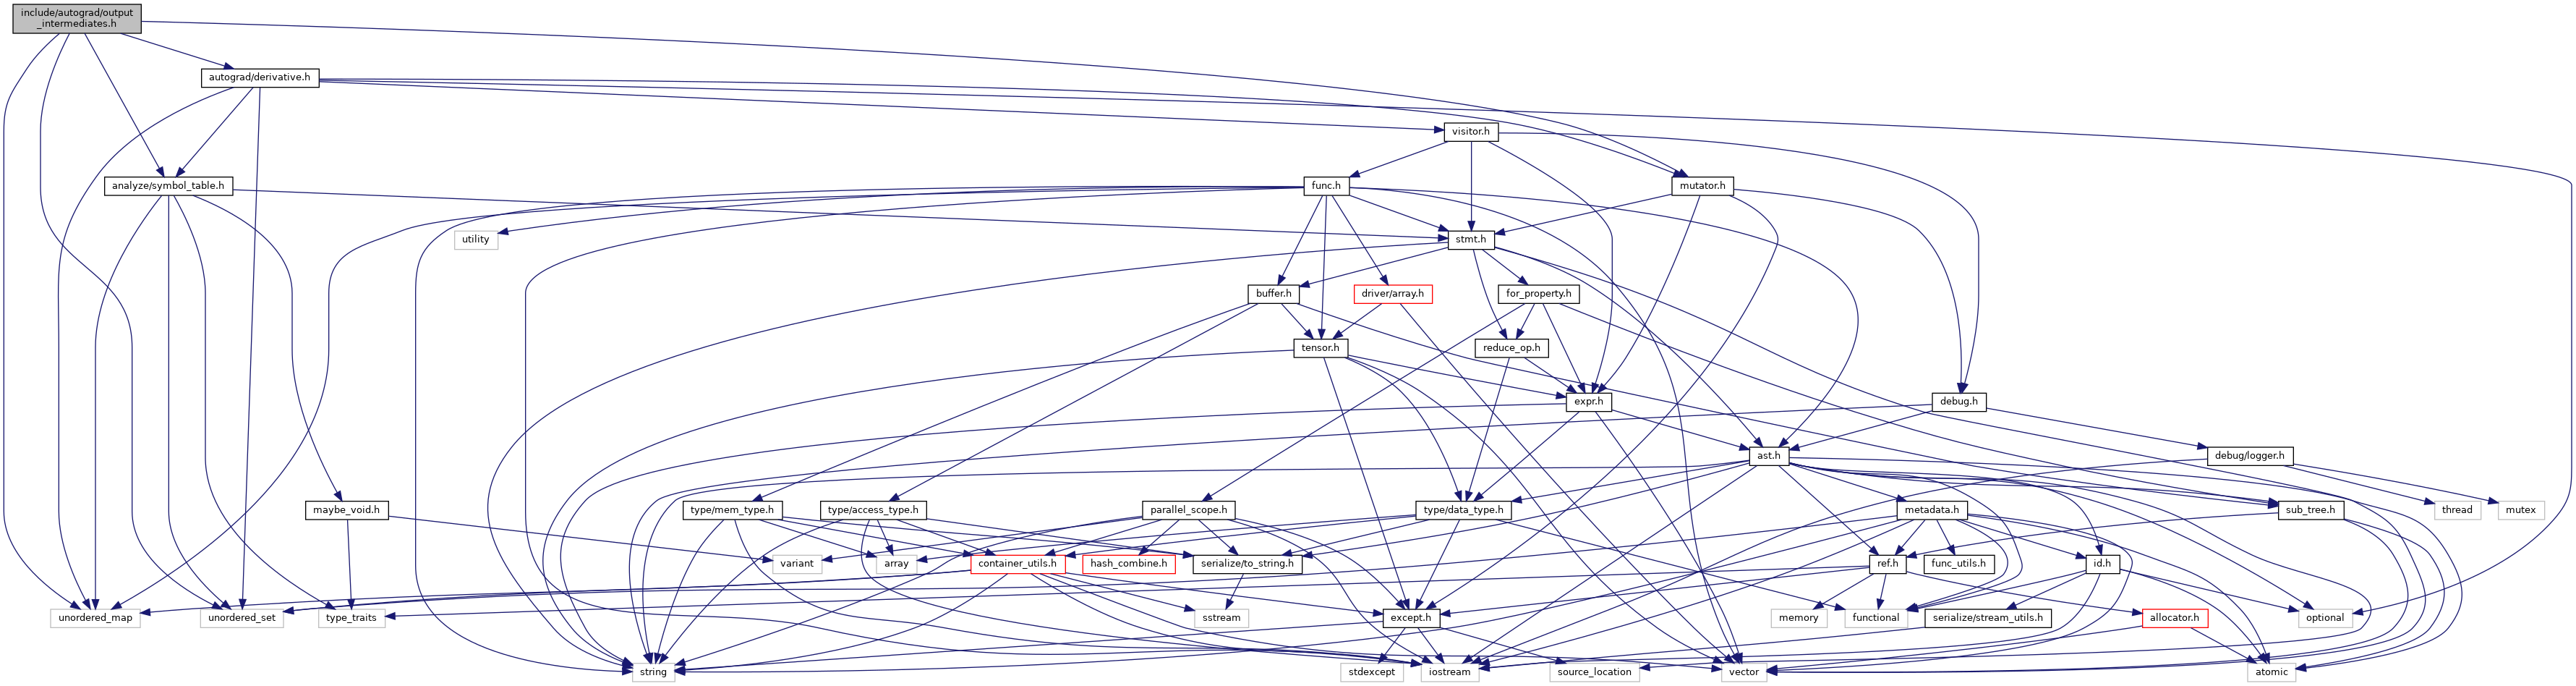 include/autograd/output
_intermediates.h
autograd/derivative.h
visitor.h
analyze/symbol_table.h
func.h
mutator.h
utility
stmt.h
buffer.h
driver/array.h
for_property.h
tensor.h
reduce_op.h
expr.h
debug.h
ast.h
debug/logger.h
maybe_void.h
type/mem_type.h
type/access_type.h
parallel_scope.h
type/data_type.h
metadata.h
sub_tree.h
thread
mutex
variant
array
container_utils.h
hash_combine.h
serialize/to_string.h
ref.h
func_utils.h
id.h
unordered_map
unordered_set
type_traits
sstream
except.h
memory
functional
serialize/stream_utils.h
allocator.h
optional
string
stdexcept
iostream
source_location
vector
atomic